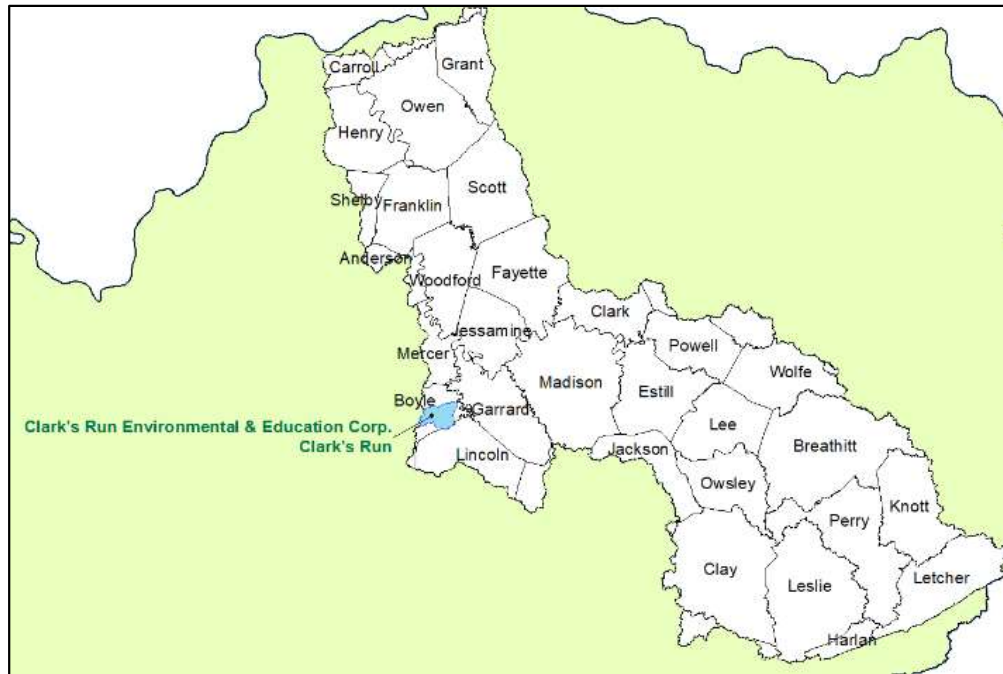 Grant
Carroll
Owen
Henry
Scott
Shelby
Franklin
Anderson
Woodford
Fayette
Clark
Jessamine
Powell
Mercer
Wolfe
Madison
Estill
Boyle
Garrard
Clark's Run Environmental & Education Corp.
Clark's Run
Lee
Breathitt
Jackson
Lincoln
Owsley
Knott
Perry
Clay
Leslie
Letcher
Harlan